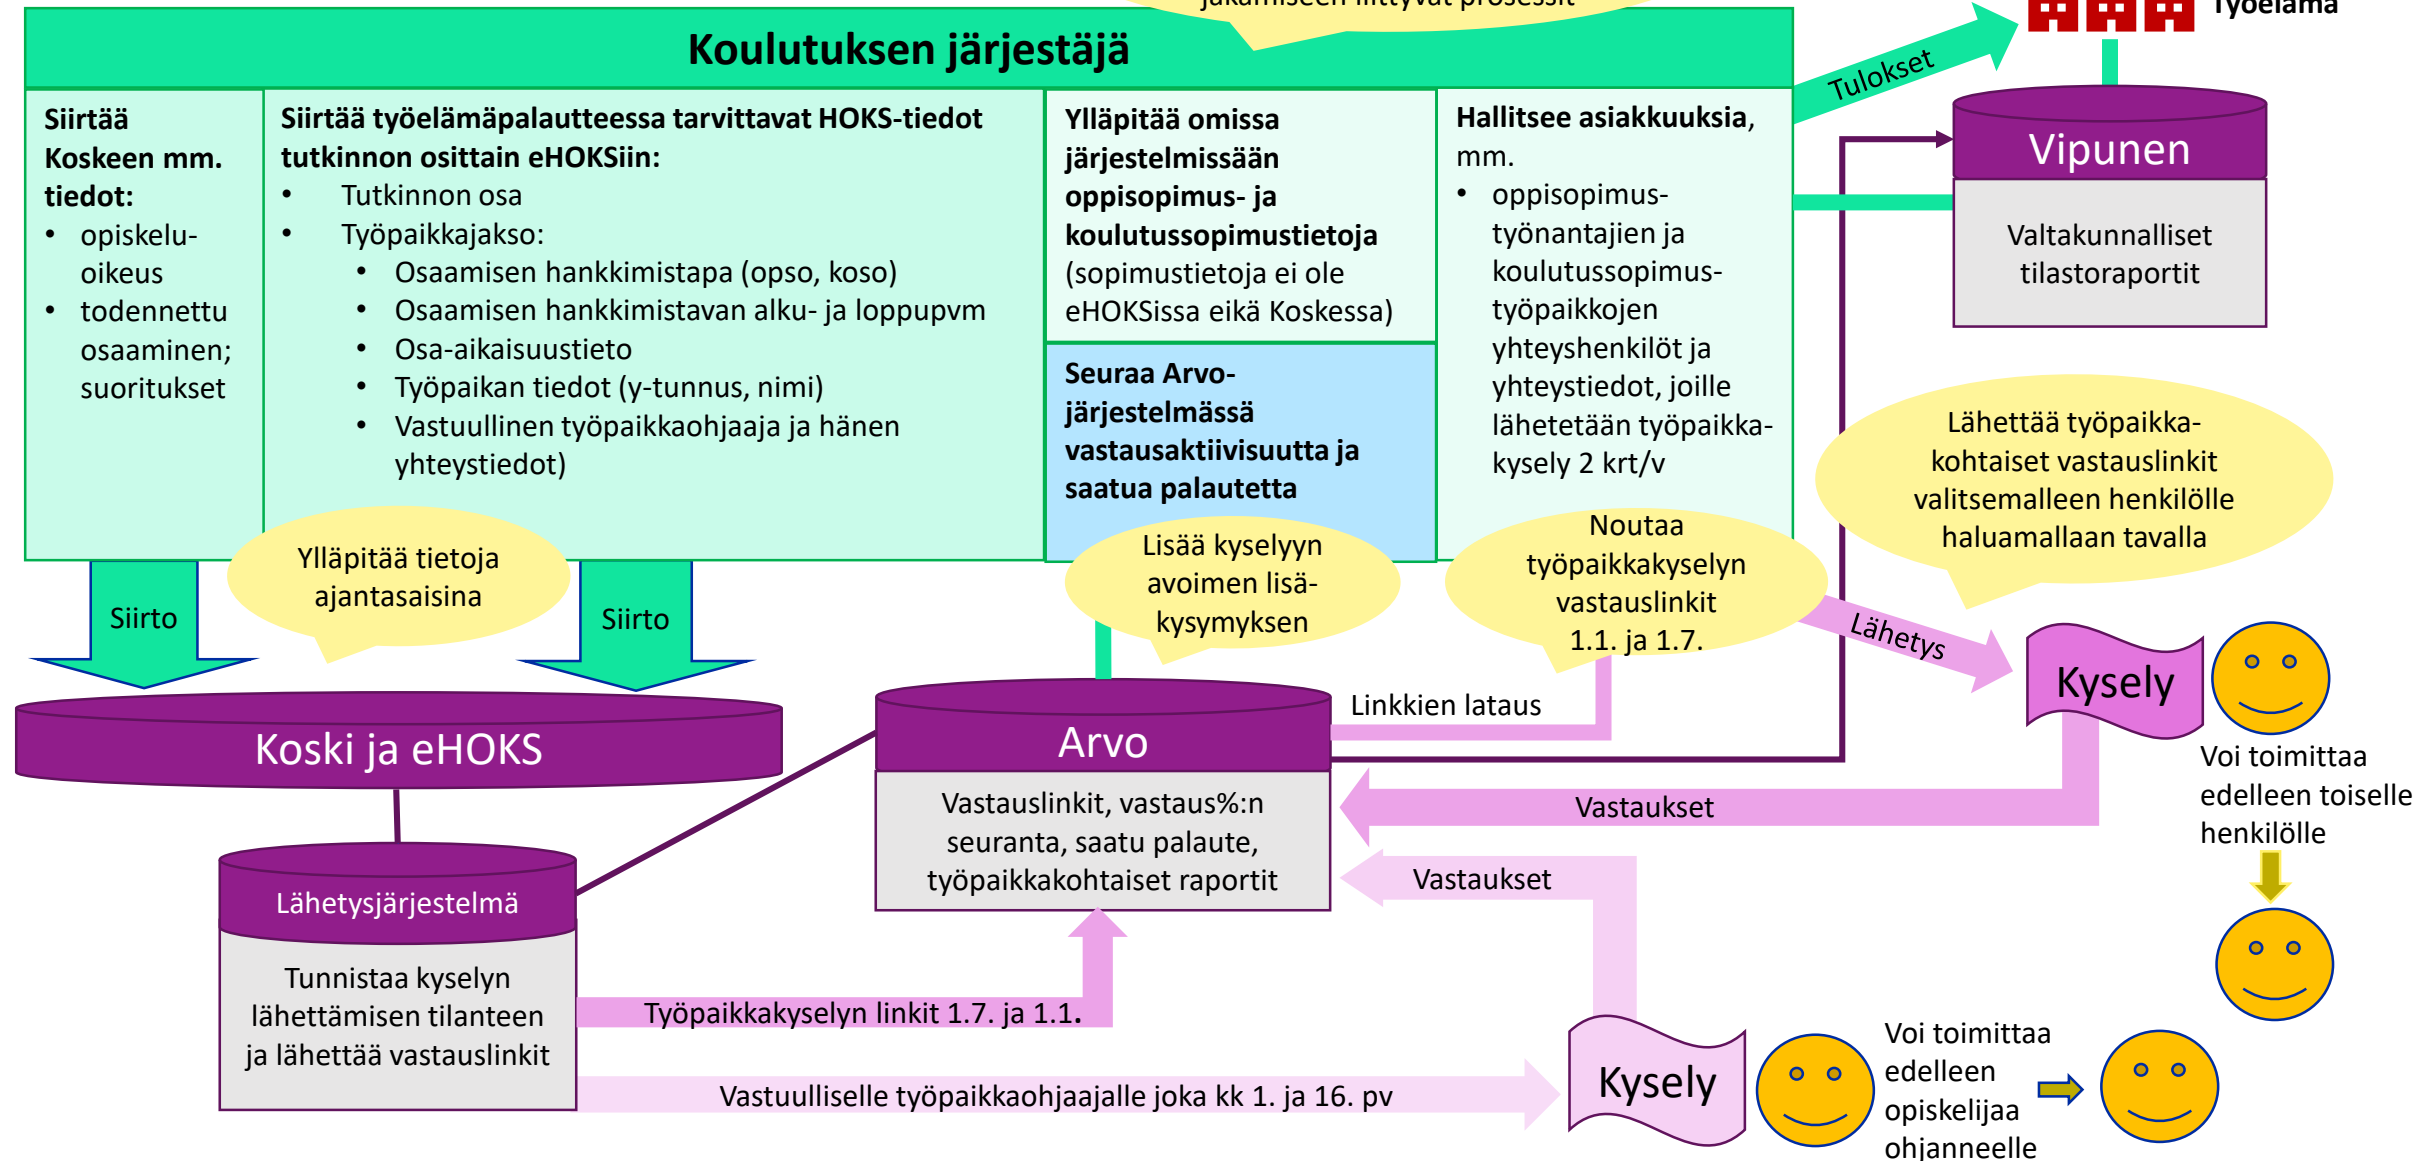 jakamiseen liittyvät prosessit
Työelämä
Koulutuksen järjestäjä
Tulokset
Siirtää
Koskeen mm.
tiedot:
• opiskelu-
oikeus
• todennettu
osaaminen;
suoritukset
Siirtää työelämäpalautteessa tarvittavat HOKS-tiedot
tutkinnon osittain eHOKSiin:
• Tutkinnon osa
• Työpaikkajakso:
• Osaamisen hankkimistapa (opso, koso)
• Osaamisen hankkimistavan alku- ja loppupvm
• Osa-aikaisuustieto
• Työpaikan tiedot (y-tunnus, nimi)
• Vastuullinen työpaikkaohjaaja ja hänen
yhteystiedot)
Ylläpitää omissa
järjestelmissään
oppisopimus- ja
koulutussopimustietoja
(sopimustietoja ei ole
eHOKSissa eikä Koskessa)
Seuraa Arvo-
järjestelmässä
vastausaktiivisuutta ja
saatua palautetta
Hallitsee asiakkuuksia,
mm.
• oppisopimus-
työnantajien ja
koulutussopimus-
työpaikkojen
yhteyshenkilöt ja
yhteystiedot, joille
lähetetään työpaikka-
kysely 2 krt/v
Vipunen
Valtakunnalliset
tilastoraportit
Lähettää työpaikka-
kohtaiset vastauslinkit
valitsemalleen henkilölle
haluamallaan tavalla
Ylläpitää tietoja
ajantasaisina
Lisää kyselyyn
avoimen lisä-
kysymyksen
Noutaa
työpaikkakyselyn
vastauslinkit
1.1. ja 1.7.
Siirto
Siirto
Lähetys
Kysely
Koski ja eHOKS
Arvo
Linkkien lataus
Vastauslinkit, vastaus%:n
seuranta, saatu palaute,
työpaikkakohtaiset raportit
Vastaukset
Voi toimittaa
edelleen toiselle
henkilölle
Vastaukset
Lähetysjärjestelmä
Tunnistaa kyselyn
lähettämisen tilanteen
ja lähettää vastauslinkit
Työpaikkakyselyn linkit 1.7. ja 1.1.
Vastuulliselle työpaikkaohjaajalle joka kk 1. ja 16. pv
Kysely
Voi toimittaa
edelleen
opiskelijaa
ohjanneelle